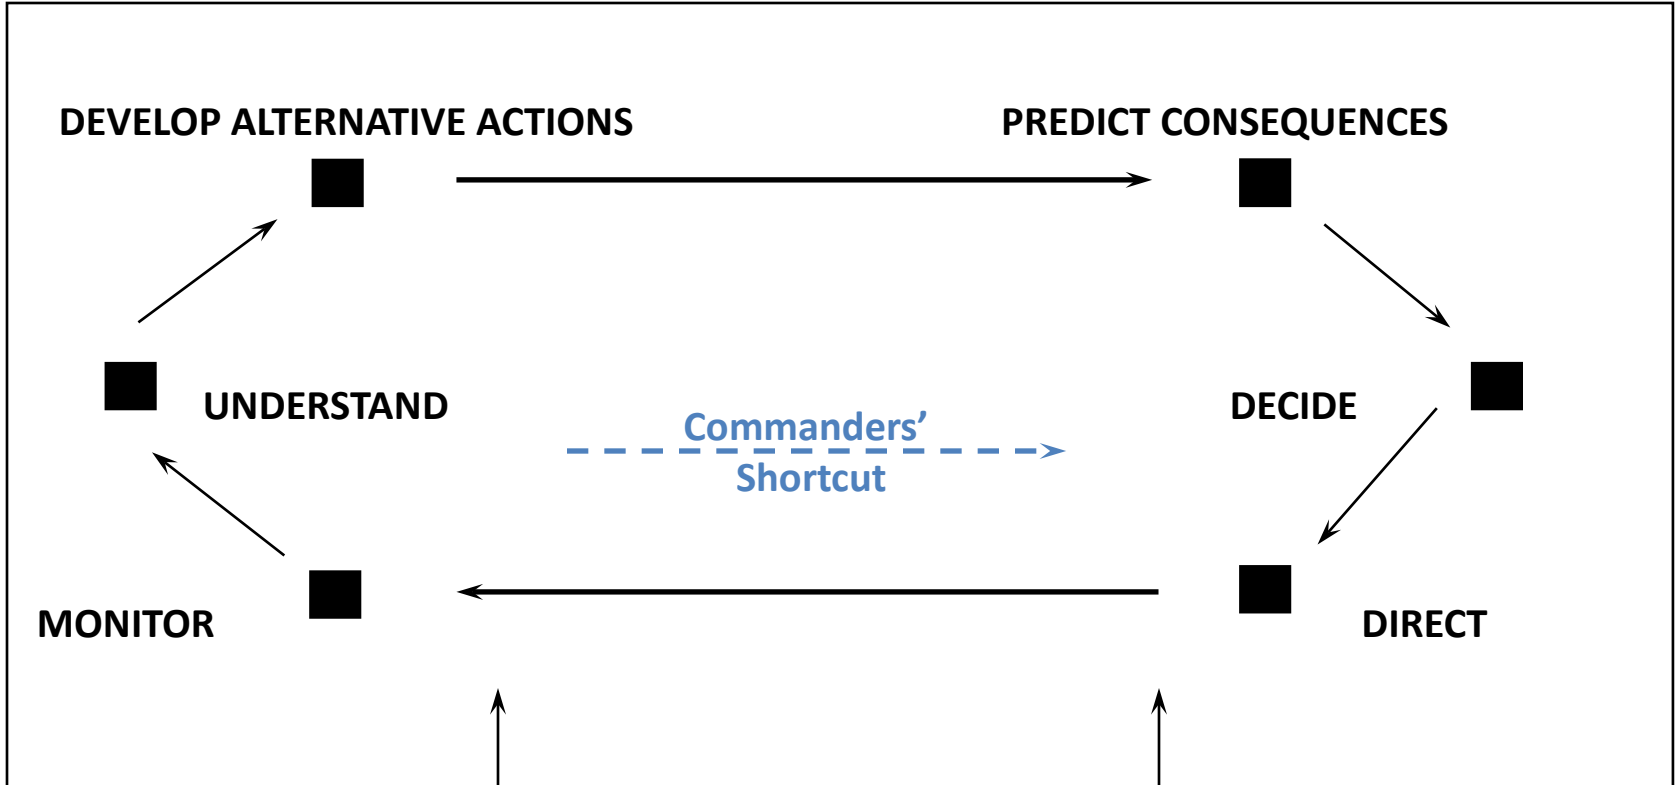 DEVELOP ALTERNATIVE ACTIONS
PREDICT CONSEQUENCES
UNDERSTAND
DECIDE
Commanders’
Shortcut
MONITOR
DIRECT